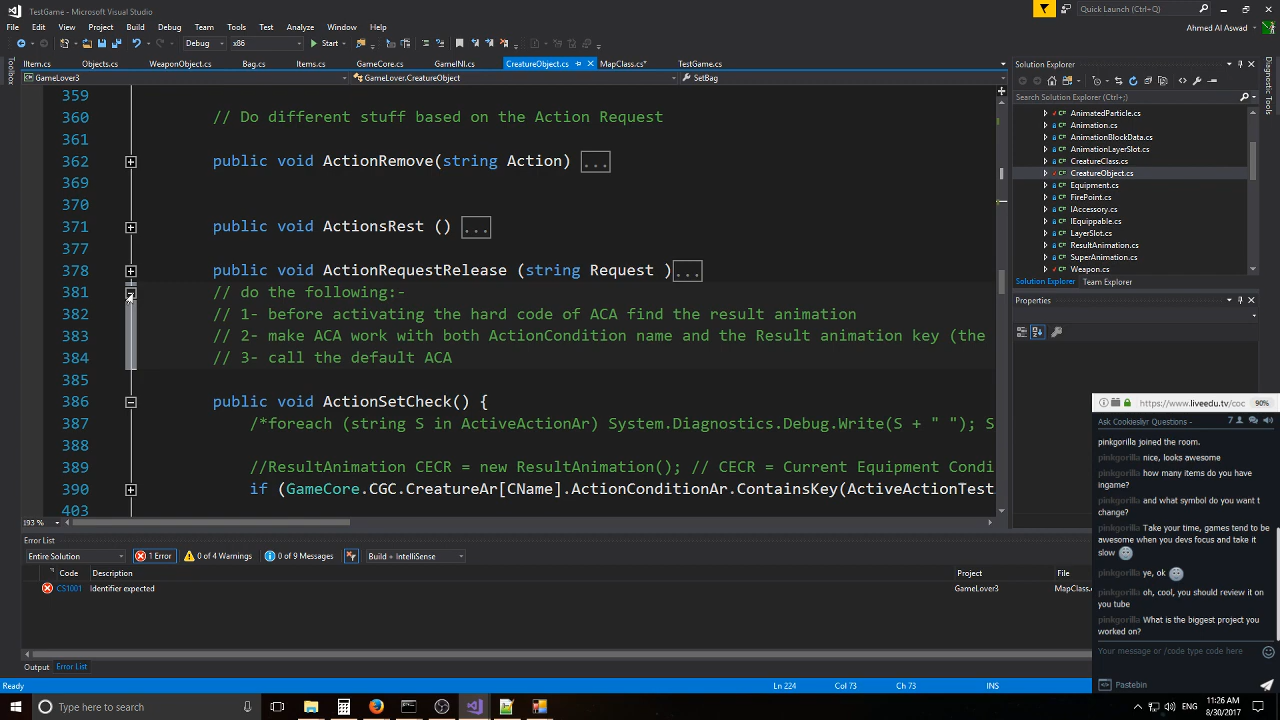 TestGame - Microsoft Visual Studio
Quick Launch (Ctrl+;)
File Edit View Project Build Debug Team Tools Test Analyze Window Help
Ahmed Al Aswad
Debug x86 Start
Item.cs Objects.cs WeaponObject.cs Bag.cs Items.cs GameCore.cs GameINI.cs CreatureObject.cs MapClass.cs* TestGame.cs
Solution Explorer
GameLover3 GameLover.CreatureObject SetBag
Toolbox
Diagnostic Tools
Search Solution Explorer (Ctrl+;)
AnimatedParticle.cs
Animation.cs
AnimationBlockData.cs
AnimationLayerSlot.cs
CreatureClass.cs
CreatureObject.cs
Equipment.cs
FirePoint.cs
IAccessory.cs
IEquippable.cs
LayerSlot.cs
ResultAnimation.cs
SuperAnimation.cs
Weapon.cs
Solution Explorer Team Explorer
Properties
359
360 // Do different stuff based on the Action Request
361
362 public void ActionRemove(string Action) ...
369
370
371 public void ActionsRest () ...
377
378 public void ActionRequestRelease (string Request )...
381 // do the following:-
382 // 1- before activating the hard code of ACA find the result animation
383 // 2- make ACA work with both ActionCondition name and the Result animation key (the
384 // 3- call the default ACA
385
386 public void ActionSetCheck() {
387 /*foreach (string S in ActiveActionAr) System.Diagnostics.Debug.Write(S + " "); S
388
389 //ResultAnimation CECR = new ResultAnimation(); // CECR = Current Equipment Condi
390 if (GameCore.CGC.CreatureAr[CName].ActionConditionAr.ContainsKey(ActiveActionTest
403
193 %
Error List
Entire Solution 1 Error 0 of 4 Warnings 0 of 9 Messages Build + IntelliSense
Code Description Project File
CS1001 Identifier expected GameLover3 MapClass.
Output Error List
Ready Ln 224 Col 73 Ch 73 INS
https://www.liveedu.tv/coc 90%
Ask Cookieslyr Questions - 7
pinkgorilla joined the room.
pinkgorilla nice, looks awesome
pinkgorilla how many items do you have
ingame?
pinkgorilla and what symbol do you want t
change?
pinkgorilla Take your time, games tend to be
awesome when you devs focus and take it
slow
pinkgorilla ye, ok
pinkgorilla oh, cool, you should review it on
you tube
pinkgorilla What is the biggest project you
worked on?
Your message or /code type code here
Pastebin
Type here to search
ENG
11:26 AM
8/30/2017